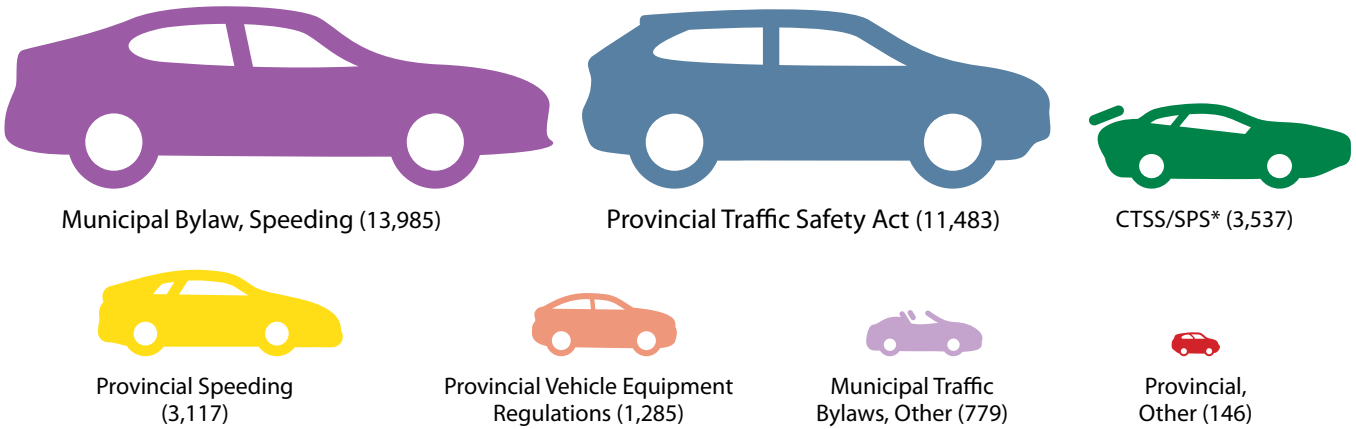 Municipal Bylaw, Speeding (13,985)
Provincial Traffic Safety Act (11,483)
CTSS/SPS* (3,537)
Provincial Speeding
(3,117)
Provincial Vehicle Equipment
Regulations (1,285)
Municipal Traffic
Bylaws, Other (779)
Provincial,
Other (146)